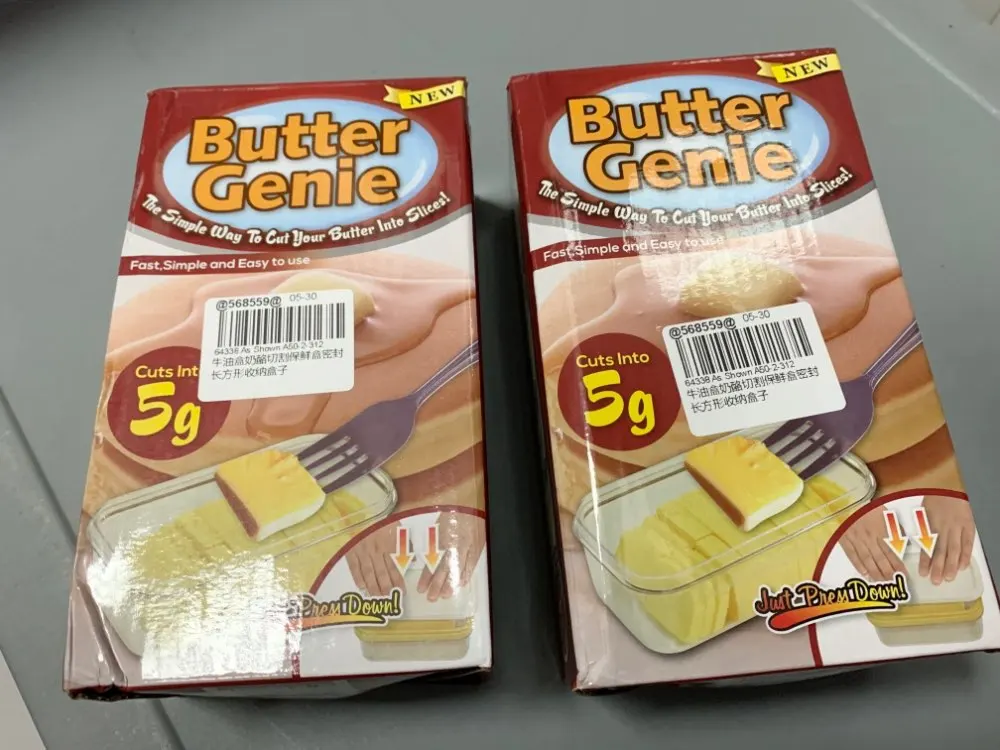 NEW
Butter
Genie
The Simple Way To Cut Your Butter Into Slices!
Fast,Simple and Easy to use
@568559@ 05-30
64338 As Shown A50-2-312
牛油盒奶酪切割保鲜盒密封
长方形收纳盒子
Cuts Int
5g
Press Down!
NEW
Butter
Genie
The Simple Way To Cut Your Butter Into Slices!
Fast,Simple and Easy to use
@568559@ 05-30
64338 As Shown A50-2-312
牛油盒奶酪切割保鲜盒密封
长方形收纳盒子
Cuts Into
5g
Just Press Down!